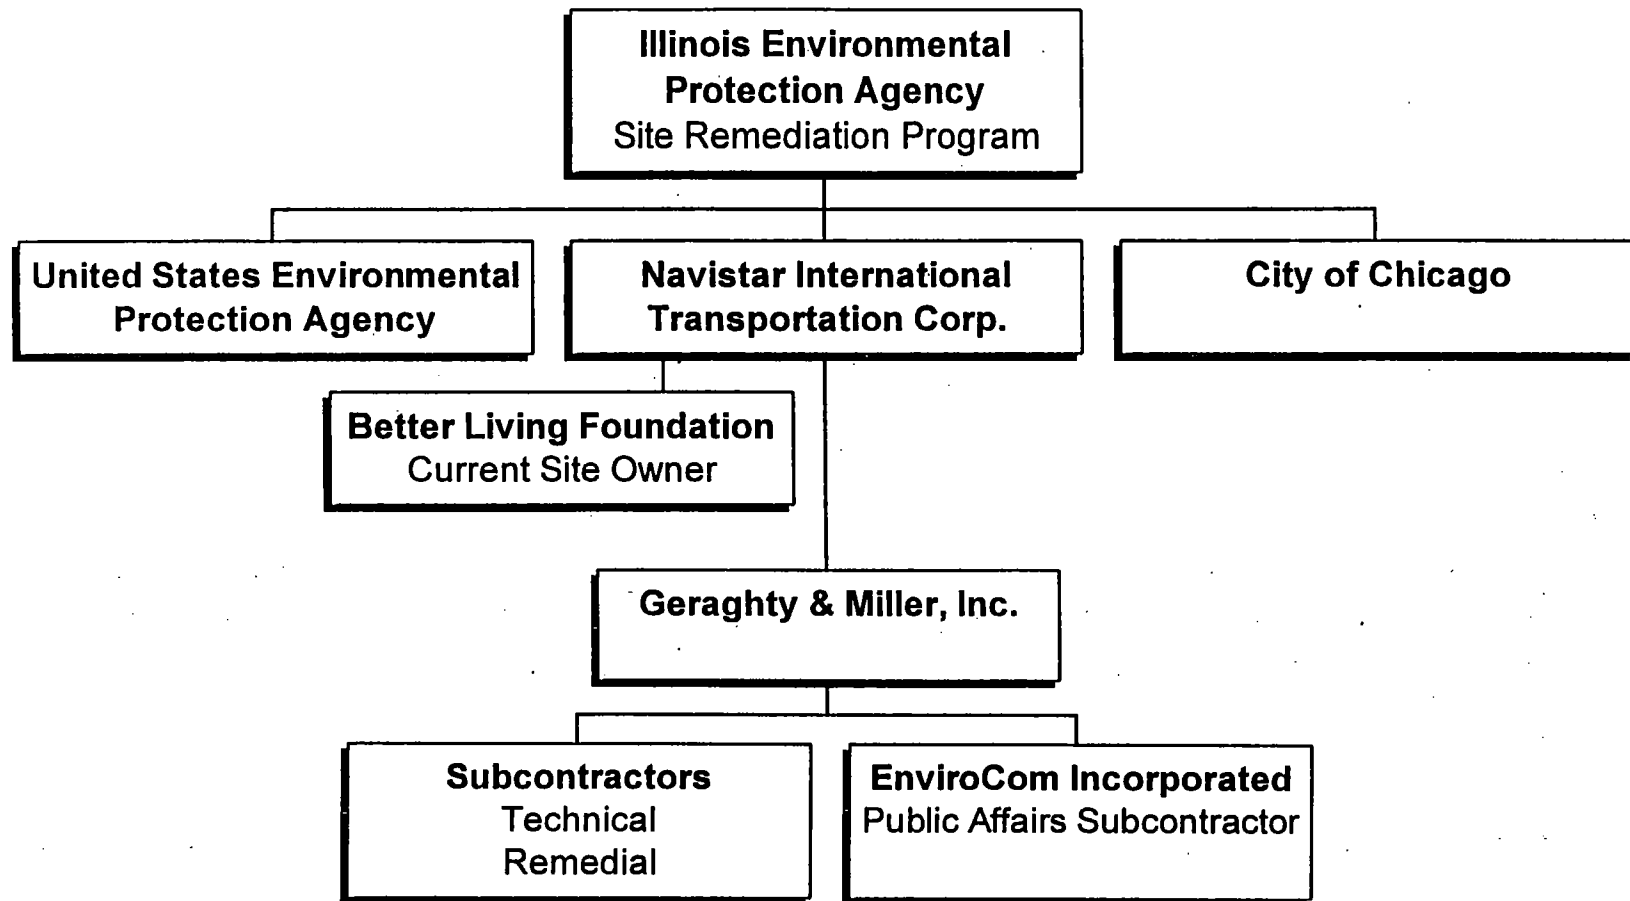 Illinois Environmental
Protection Agency
Site Remediation Program
United States Environmental
Protection Agency
Navistar International
Transportation Corp.
City of Chicago
Better Living Foundation
Current Site Owner
Geraghty & Miller, Inc.
Subcontractors
Technical
Remedial
EnviroCom Incorporated
Public Affairs Subcontractor